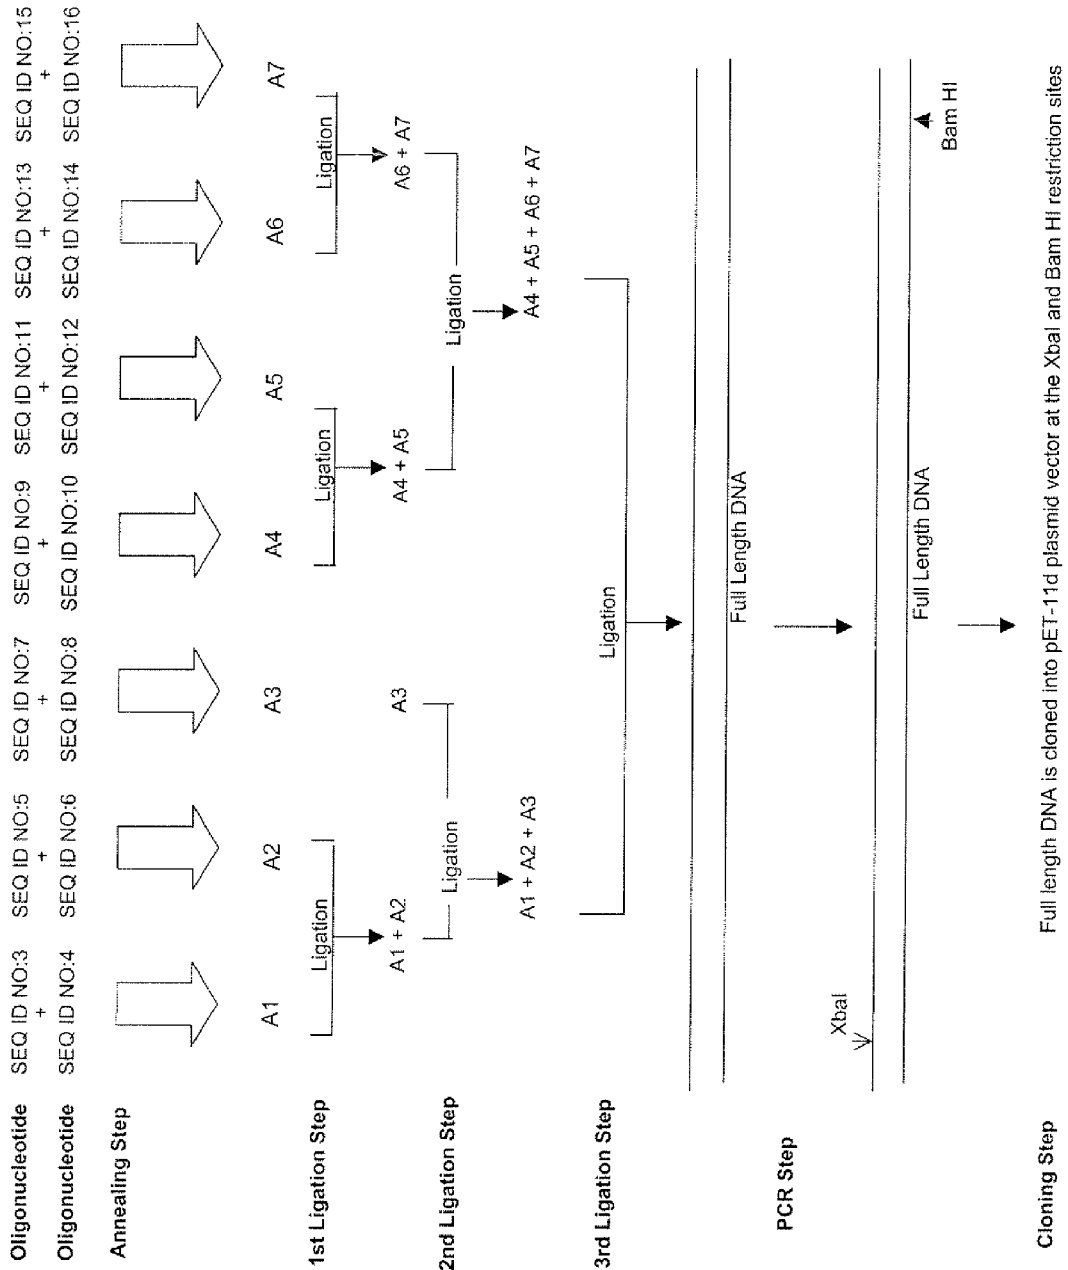 Oligonucleotide SEQ ID NO:3 SEQ ID NO:5 SEQ ID NO:7 SEQ ID NO:9 SEQ ID NO:11 SEQ ID NO:13 SEQ ID NO:15
+ + + + + + +
Oligonucleotide SEQ ID NO:4 SEQ ID NO:6 SEQ ID NO:8 SEQ ID NO:10 SEQ ID NO:12 SEQ ID NO:14 SEQ ID NO:16
Annealing Step
A1 A2 A3 A4 A5 A6 A7
1st Ligation Step Ligation Ligation Ligation
A1 + A2 A3 A4 + A5 A6 + A7
2nd Ligation Step Ligation Ligation
A1 + A2 + A3 A4 + A5 + A6 + A7
3rd Ligation Step Ligation
Full Length DNA
PCR Step
XbaI
Full Length DNA
Bam HI
Cloning Step Full length DNA is cloned into pET-11d plasmid vector at the XbaI and Bam HI restriction sites